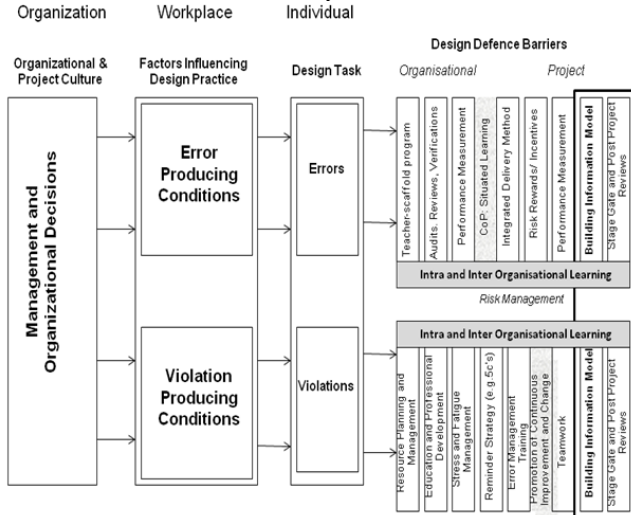 Organization
Workplace
Individual
Design Defence Barriers
Organizational &
Project Culture
Factors Influencing
Design Practice
Design Task
Organisational
Project
Management and
Organizational Decisions
Error
Producing
Conditions
Errors
Teacher-scaffold program
Audits. Reviews, Verifications
Performance Measurement
CoP: Situated Learning
Integrated Delivery Method
Risk Rewards/ Incentives
Performance Measurement
Building Information Model
Stage Gate and Post Project
Reviews
Intra and Inter Organisational Learning
Risk Management
Intra and Inter Organisational Learning
Violation
Producing
Conditions
Violations
Resource Planning and
Management
Education and Professional
Development
Stress and Fatigue
Management
Reminder Strategy (e.g.5c's)
Error Management
Training
Promotion of Continuous
Improvement and Change
Teamwork
Building Information Model
Stage Gate and Post Project
Reviews